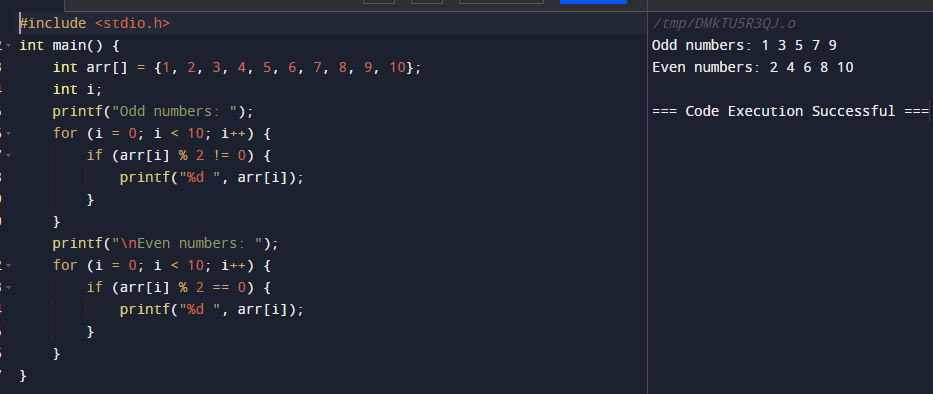 #include <stdio.h>
int main() {
    int arr[] = {1, 2, 3, 4, 5, 6, 7, 8, 9, 10};
    int i;
    printf("Odd numbers: ");
    for (i = 0; i < 10; i++) {
        if (arr[i] % 2 != 0) {
            printf("%d ", arr[i]);
        }
    }
    printf("\nEven numbers: ");
    for (i = 0; i < 10; i++) {
        if (arr[i] % 2 == 0) {
            printf("%d ", arr[i]);
        }
    }
}
/tmp/DMkTU5R3QJ.o
Odd numbers: 1 3 5 7 9
Even numbers: 2 4 6 8 10
=== Code Execution Successful ===